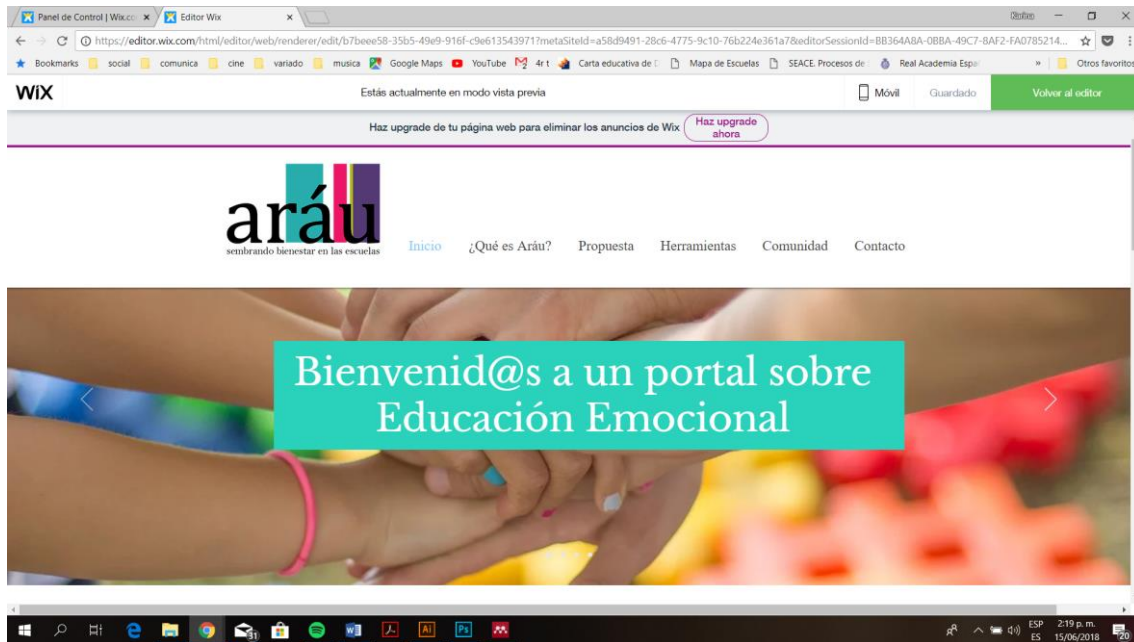 Panel de Control | Wix.co
Editor Wix
https://editor.wix.com/html/editor/web/renderer/edit/b7beee58-35b5-49e9-916f-c9e613543971?metaSiteId=a58d9491-28c6-4775-9c10-76b224e361a7&editorSessionId=BB364A8A-0BBA-49C7-8AF2-FA0785214...
Bookmarks social comunica cine variado musica Google Maps YouTube 4r t Carta educativa de Mapa de Escuelas SEACE. Procesos de Real Academia Espa » Otros favoritos
WiX Estás actualmente en modo vista previa Móvil Guardado Volver al editor
Haz upgrade de tu página web para eliminar los anuncios de Wix Haz upgrade
ahora
aráu
sembrando bienestar en las escuelas
Inicio ¿Qué es Aráu? Propuesta Herramientas Comunidad Contacto
Bienvenid@s a un portal sobre
Educación Emocional
31 Ai Ps
ESP 2:19 p. m.
ES 15/06/2018 20